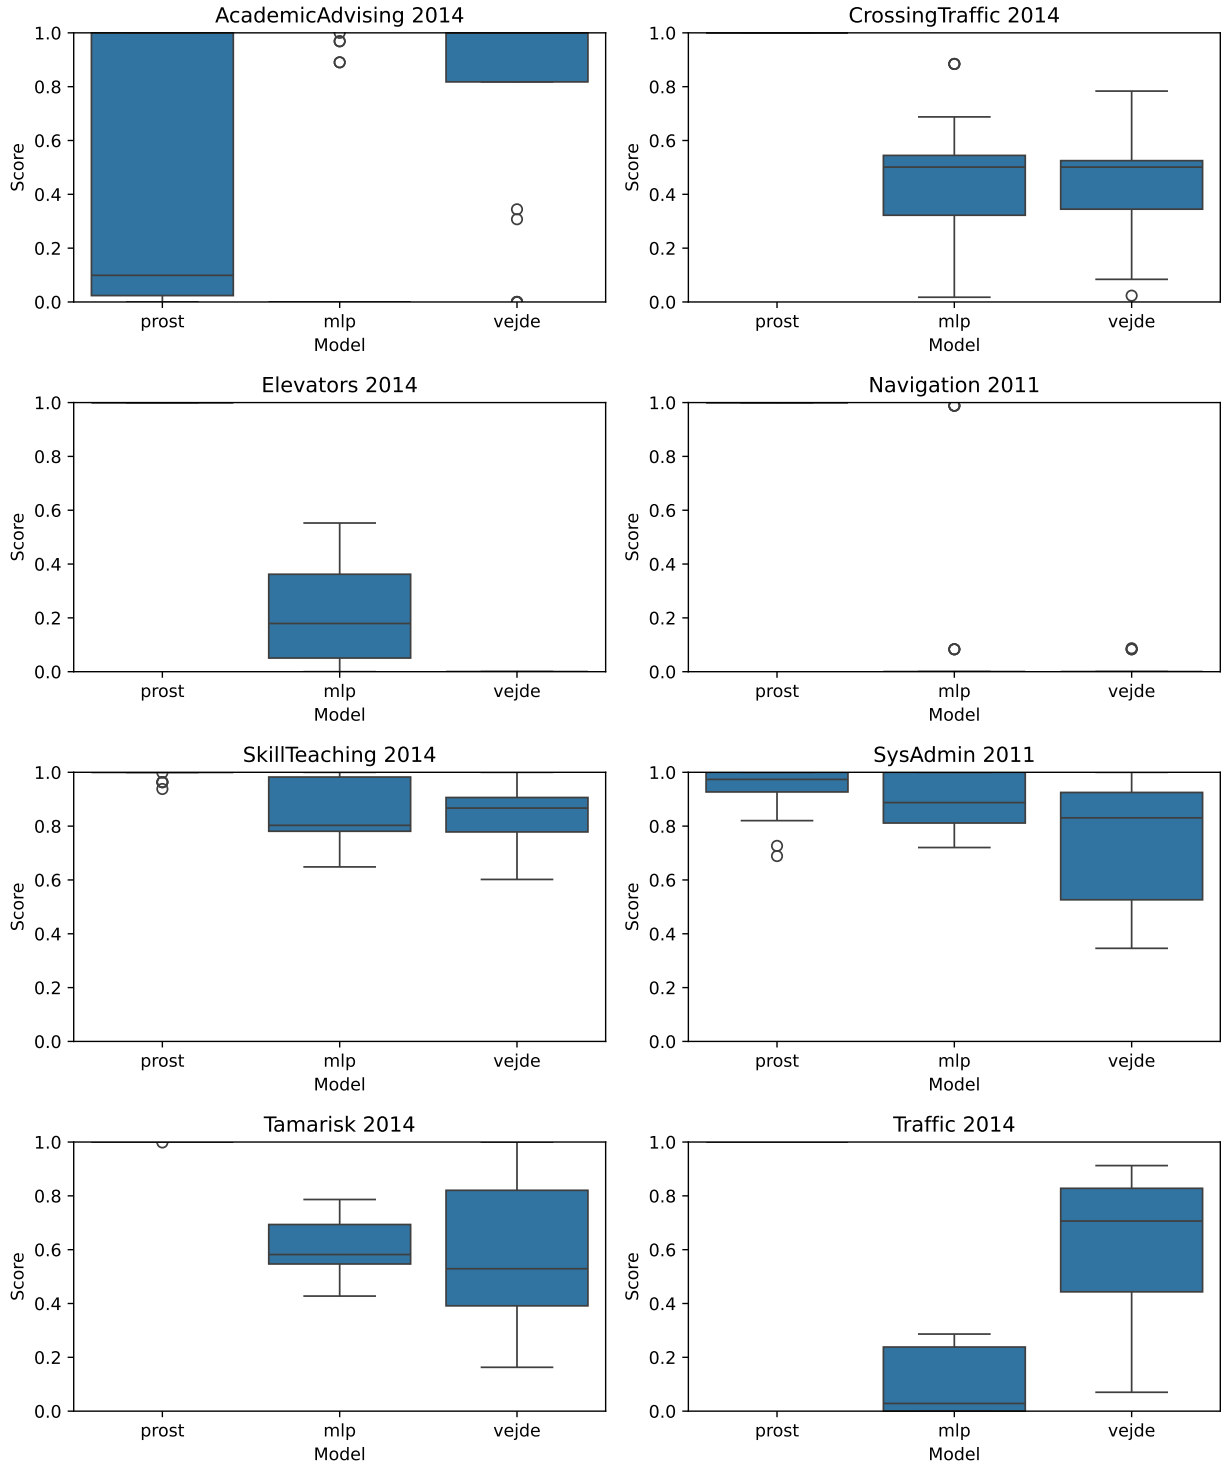 AcademicAdvising 2014
1.0
0.8
0.6
0.4
0.2
0.0
Score
prost mlp vejde
Model
CrossingTraffic 2014
1.0
0.8
0.6
0.4
0.2
0.0
Score
prost mlp vejde
Model
Elevators 2014
1.0
0.8
0.6
0.4
0.2
0.0
Score
prost mlp vejde
Model
Navigation 2011
1.0
0.8
0.6
0.4
0.2
0.0
Score
prost mlp vejde
Model
SkillTeaching 2014
1.0
0.8
0.6
0.4
0.2
0.0
Score
prost mlp vejde
Model
SysAdmin 2011
1.0
0.8
0.6
0.4
0.2
0.0
Score
prost mlp vejde
Model
Tamarisk 2014
1.0
0.8
0.6
0.4
0.2
0.0
Score
prost mlp vejde
Model
Traffic 2014
1.0
0.8
0.6
0.4
0.2
0.0
Score
prost mlp vejde
Model